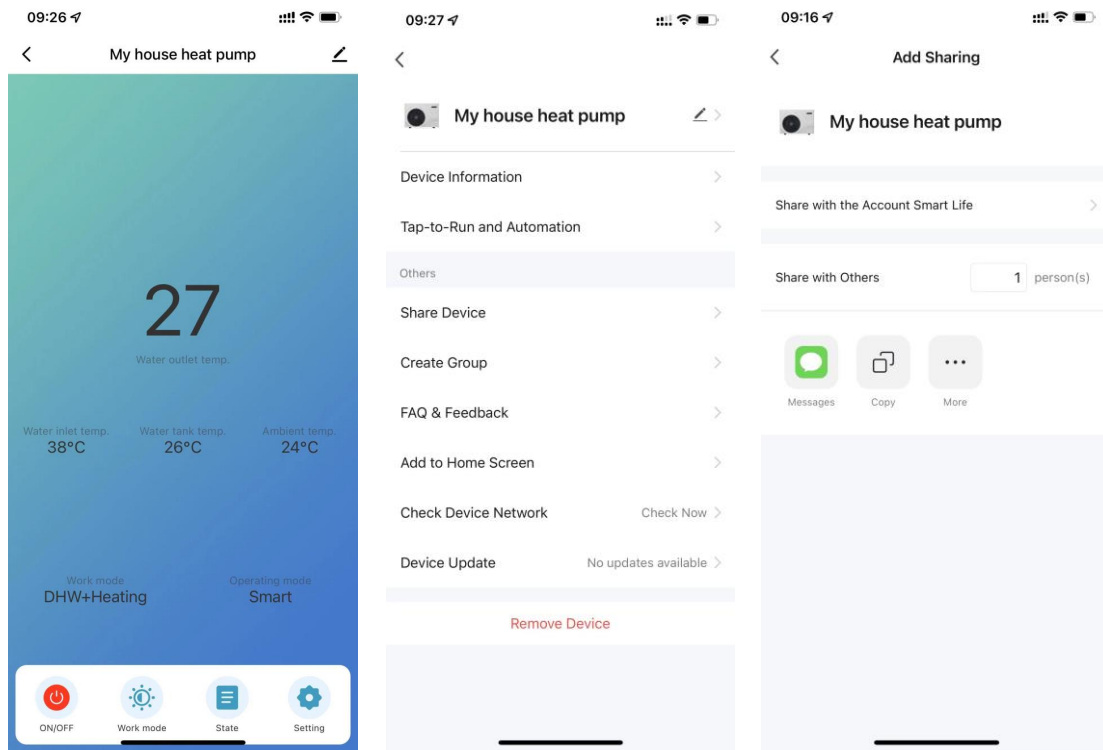 09:26
My house heat pump
27
Water outlet temp.
Water inlet temp. Water tank temp. Ambient temp.
38°C 26°C 24°C
Work mode Operating mode
DHW+Heating Smart
ON/OFF Work mode State Setting
09:27
My house heat pump
Device Information
Tap-to-Run and Automation
Others
Share Device
Create Group
FAQ & Feedback
Add to Home Screen
Check Device Network Check Now
Device Update No updates available
Remove Device
09:16
Add Sharing
My house heat pump
Share with the Account Smart Life
Share with Others 1 person(s)
Messages Copy More